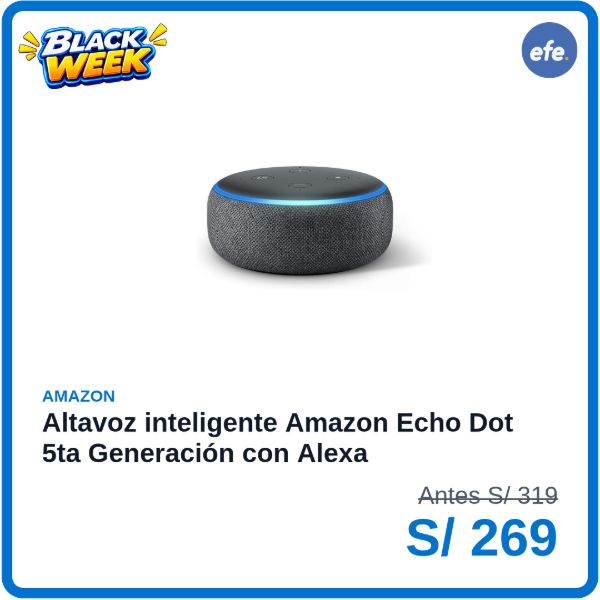 BLACK
WEEK
efe.
AMAZON
Altavoz inteligente Amazon Echo Dot
5ta Generación con Alexa
Antes S/ 319
S/ 269